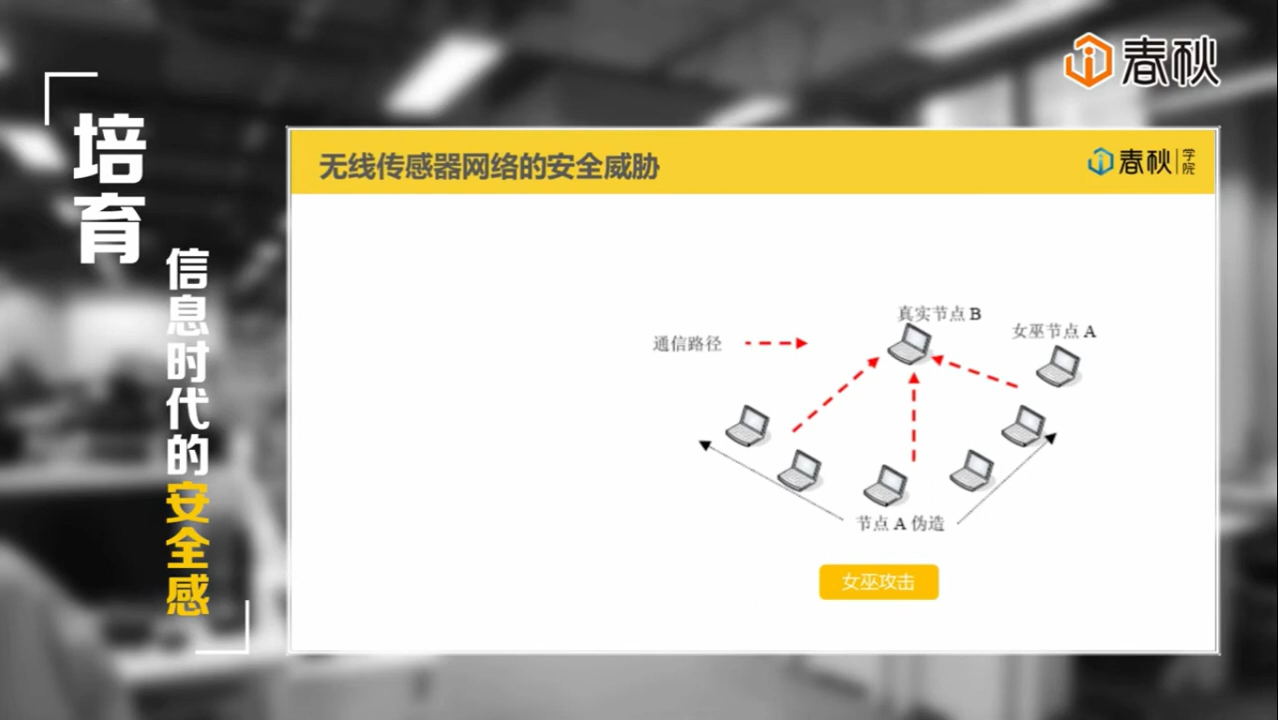 春秋
培育
信息时代的安全感
无线传感器网络的安全威胁
春秋学院
真实节点 B
女巫节点 A
通信路径
节点 A 伪造
女巫攻击